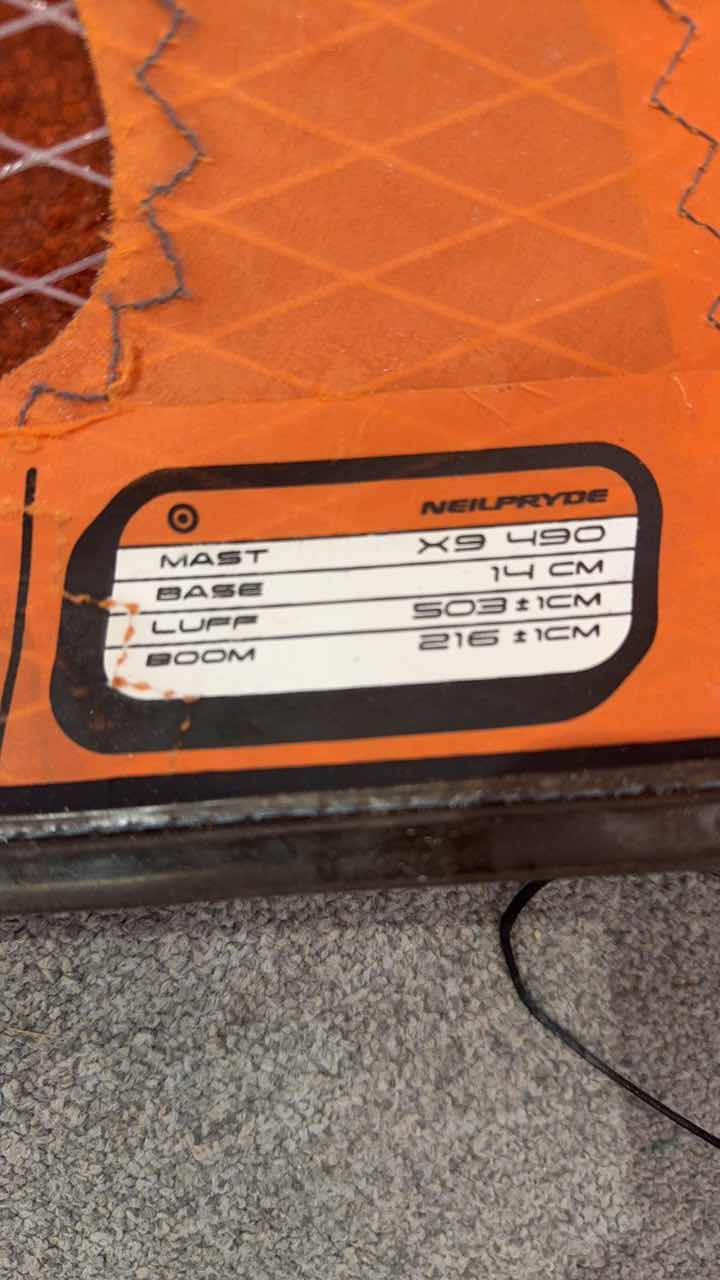 NEILPRYDE
MAST X9 490
BASE 14 CM
LUFF 503 ±1CM
BOOM 216 ±1CM